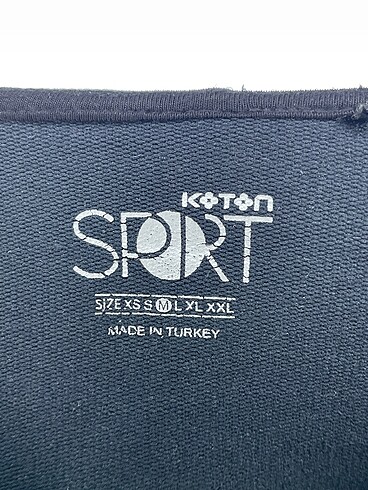 KOTON
SPORT
SIZE XS S M L XL XXL
MADE IN TURKEY